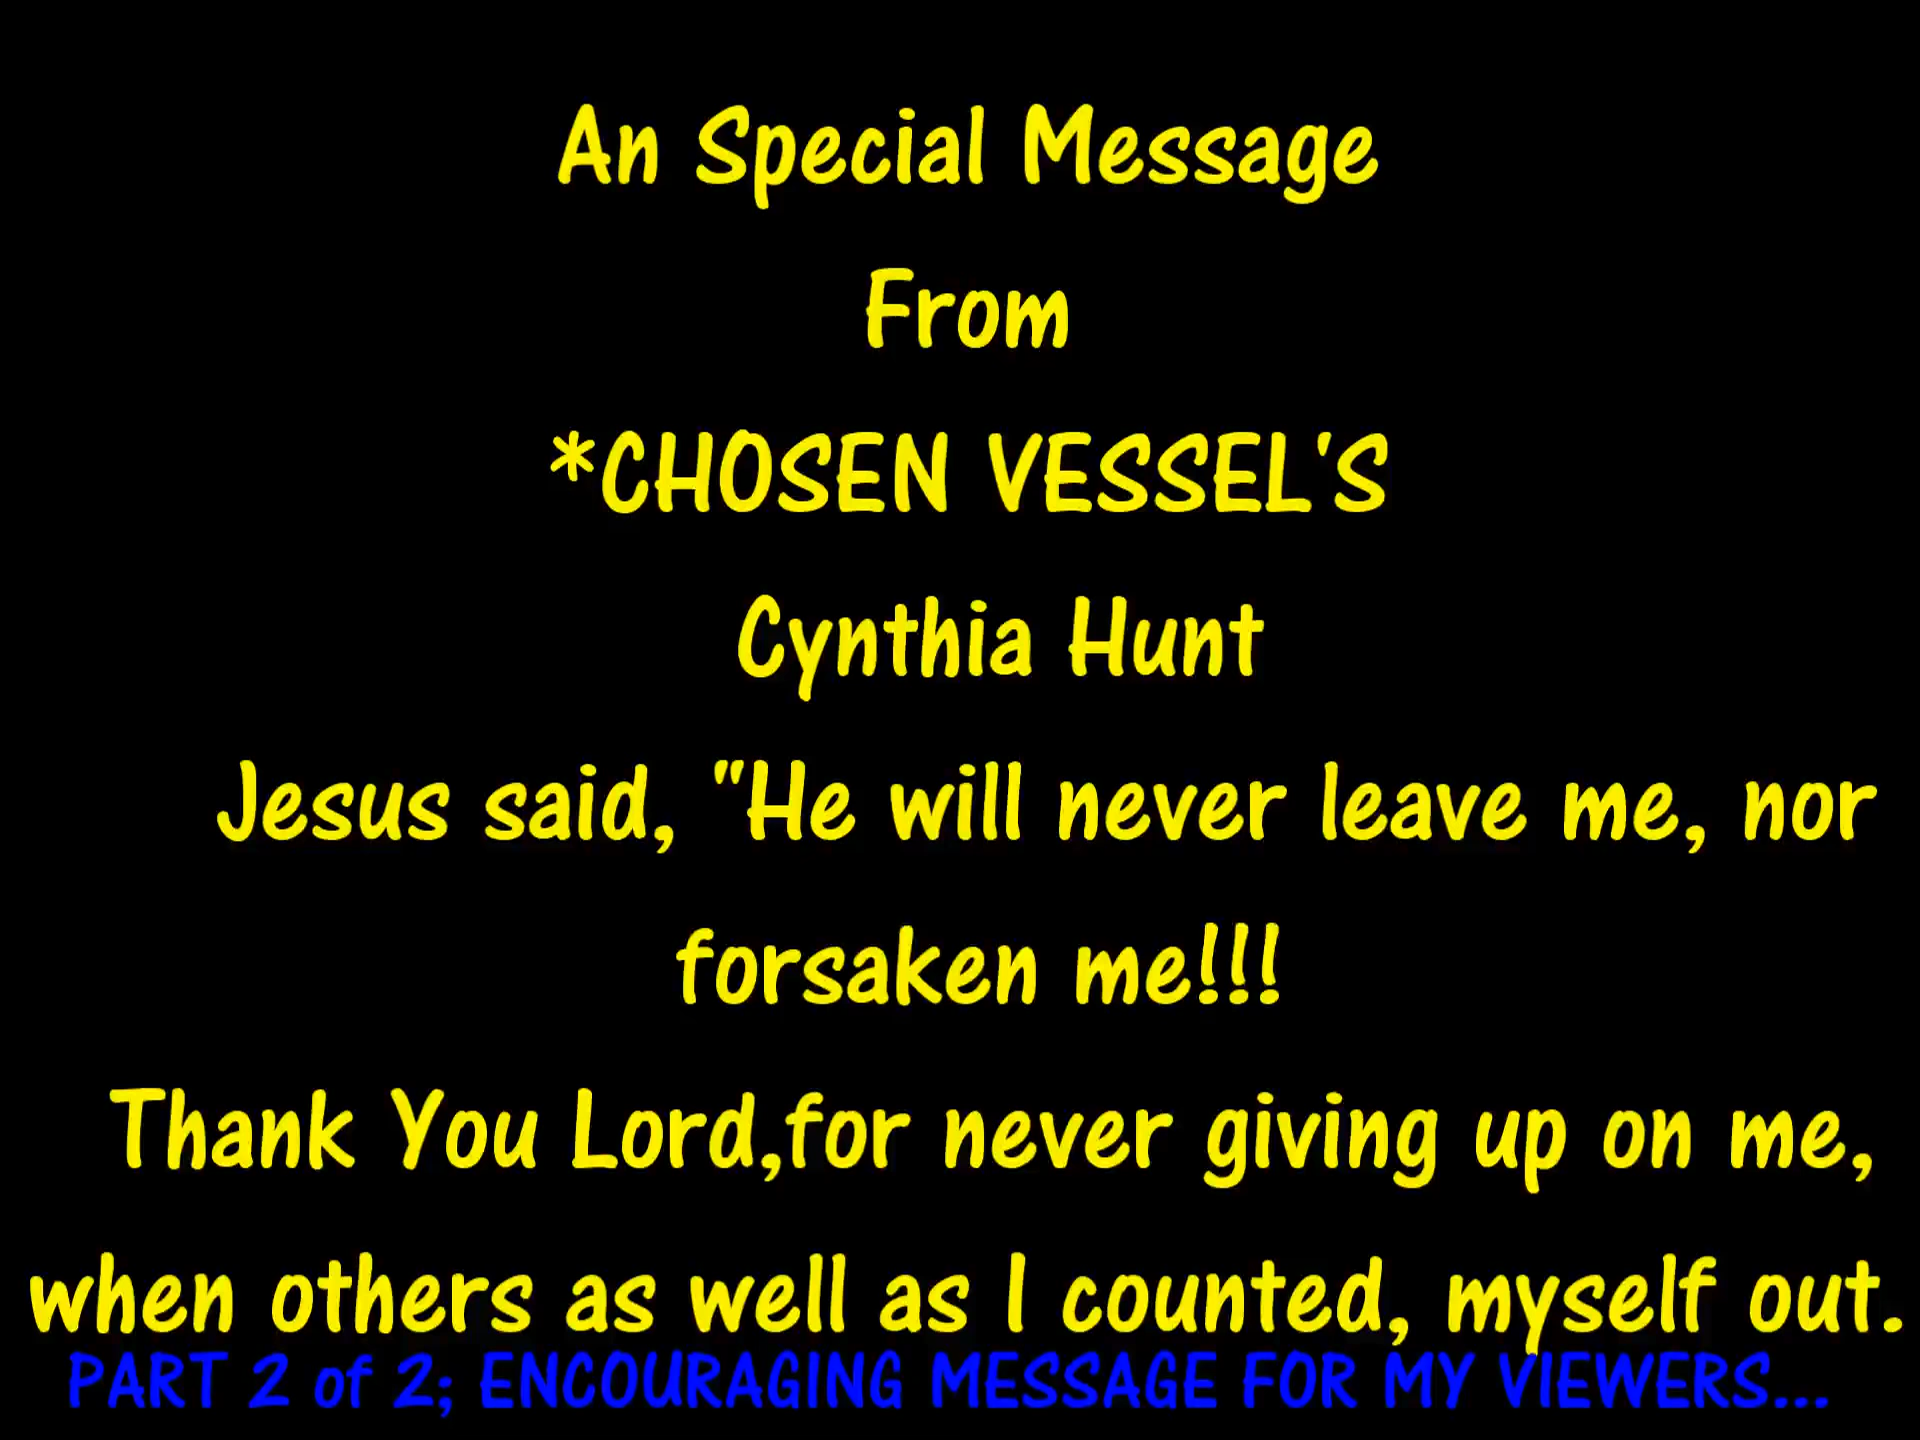 An Special Message
From
*CHOSEN VESSEL'S
Cynthia Hunt
Jesus said, "He will never leave me, nor
forsaken me!!!
Thank You Lord,for never giving up on me,
when others as well as I counted, myself out.
PART 2 of 2; ENCOURAGING MESSAGE FOR MY VIEWERS...